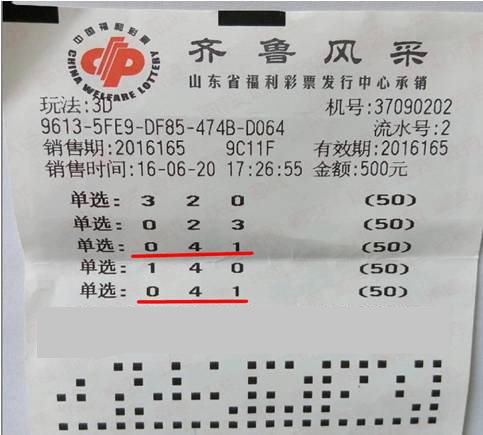 中国福利彩票
CHINA WELFARE LOTTERY
齐鲁风采
山东省福利彩票发行中心承销
玩法:3D 机号:37090202
9613-5FE9-DF85-474B-D064 流水号:2
销售期:2016165 9C11F 有效期:2016165
销售时间:16-06-20 17:26:55 金额:500元
单选: 3 2 0 (50)
单选: 0 2 3 (50)
单选: 0 4 1 (50)
单选: 1 4 0 (50)
单选: 0 4 1 (50)